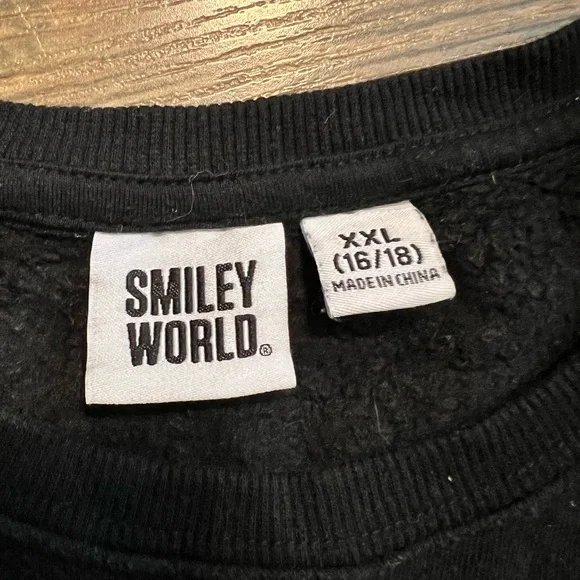 SMILEY
WORLD®
XXL
(16/18)
MADE IN CHINA